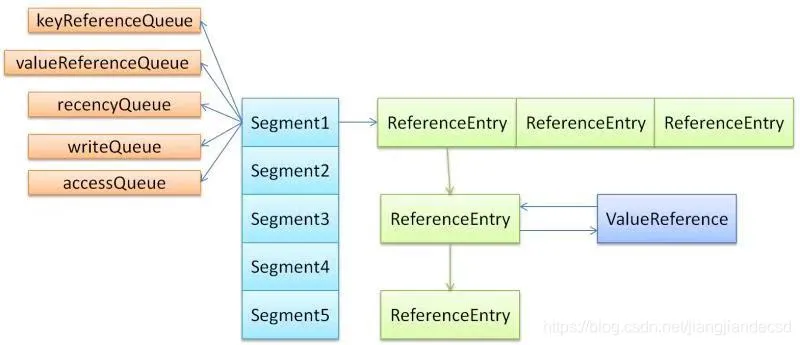 keyReferenceQueue
valueReferenceQueue
recencyQueue
writeQueue
accessQueue
Segment1
Segment2
Segment3
Segment4
Segment5
ReferenceEntry ReferenceEntry ReferenceEntry
ReferenceEntry
ValueReference
ReferenceEntry
https://blog.csdn.net/jiangjiandecsd